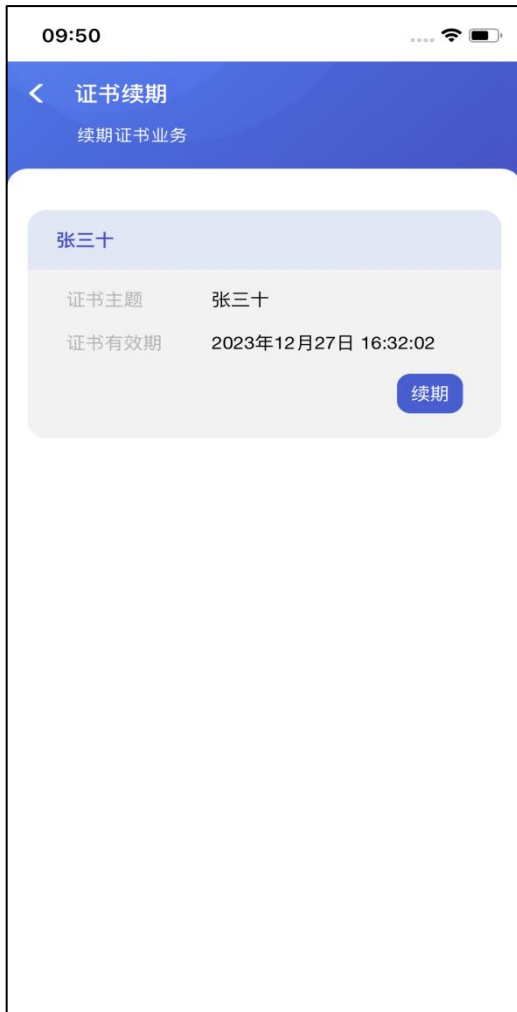 09:50
证书续期
续期证书业务
张三十
证书主题 张三十
证书有效期 2023年12月27日 16:32:02
续期